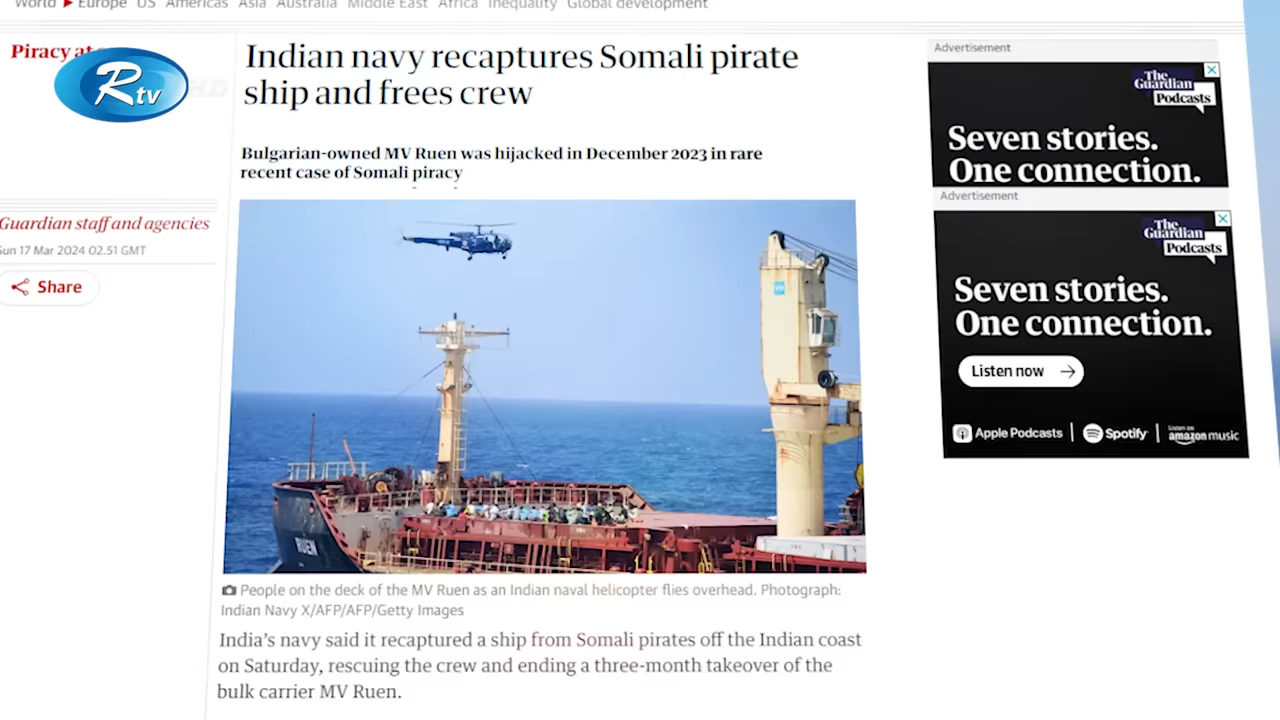 World ▶ Europe US Americas Asia Australia Middle East Africa Inequality Global development
Piracy at
Rtv
HD
Indian navy recaptures Somali pirate
ship and frees crew
Bulgarian-owned MV Ruen was hijacked in December 2023 in rare
recent case of Somali piracy
Guardian staff and agencies
Sun 17 Mar 2024 02.51 GMT
Share
RUEN
People on the deck of the MV Ruen as an Indian naval helicopter flies overhead. Photograph:
Indian Navy X/AFP/AFP/Getty Images
India's navy said it recaptured a ship from Somali pirates off the Indian coast
on Saturday, rescuing the crew and ending a three-month takeover of the
bulk carrier MV Ruen.
Advertisement
The
Guardian
Podcasts
Seven stories.
One connection.
Advertisement
The
Guardian
Podcasts
Seven stories.
One connection.
Listen now →
Apple Podcasts | Spotify | Listen on
amazon music